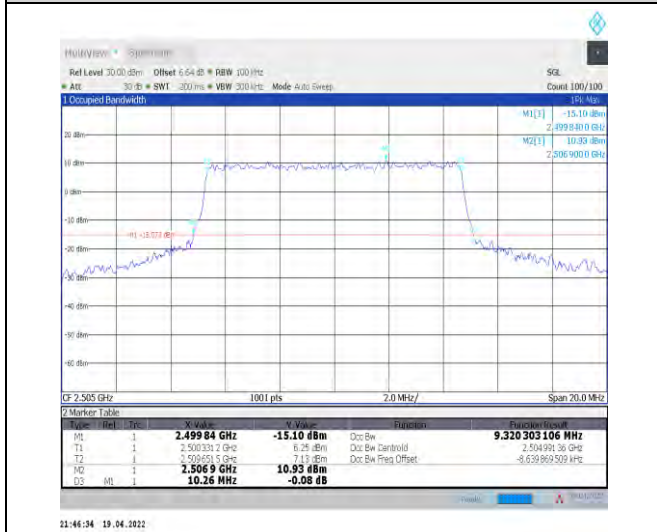 MultiView Spectrum
Ref Level 30.00 dBm Offset 6.64 dB RBW 100 kHz SGL
Att 30 dB SWT 200 ms VBW 300 kHz Mode Auto Sweep Count 100/100
1 Occupied Bandwidth 1Pk Max
M1[1] -15.10 dBm
2.4998400 GHz
M2[1] 10.93 dBm
2.5069000 GHz
20 dBm
10 dBm
0 dBm
-10 dBm
-20 dBm
-30 dBm
-40 dBm
-50 dBm
-60 dBm
CF 2.505 GHz 1001 pts 2.0 MHz/ Span 20.0 MHz
2 Marker Table
Type Ref Trc X-Value Y-Value Function Function Result
M1 1 2.499 84 GHz -15.10 dBm Occ Bw 9.320 303 106 MHz
T1 1 2.500331 2 GHz 6.25 dBm Occ Bw Centroid 2.504 991 36 GHz
T2 1 2.509651 5 GHz 7.13 dBm Occ Bw Freq Offset -8.639 869 509 kHz
M2 1 2.506 9 GHz 10.93 dBm
D3 M1 1 10.26 MHz -0.08 dB
21:46:34 19.04.2022